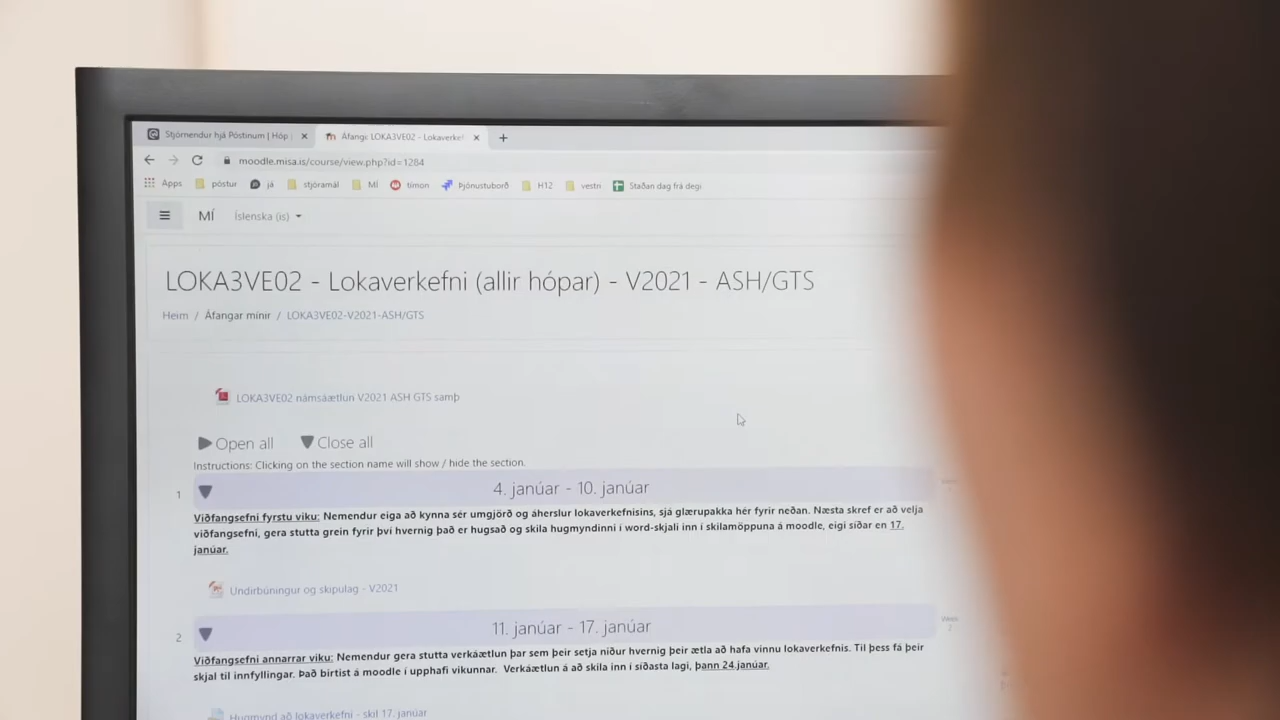 Stjórnendur hjá Póstinum | Hóp
Áfangi: LOKA3VE02 - Lokaverkef
moodle.misa.is/course/view.php?id=1284
Apps póstur já stjóramál MÍ tímon Þjónustuborð H12 vestri Staðan dag frá degi
MÍ Íslenska (is)
LOKA3VE02 - Lokaverkefni (allir hópar) - V2021 - ASH/GTS
Heim / Áfangar mínir / LOKA3VE02-V2021-ASH/GTS
LOKA3VE02 námsáætlun V2021 ASH GTS samþ
Open all Close all
Instructions: Clicking on the section name will show / hide the section.
1 4. janúar - 10. janúar
Viðfangsefni fyrstu viku: Nemendur eiga að kynna sér umgjörð og áherslur lokaverkefnisins, sjá glærupakka hér fyrir neðan. Næsta skref er að velja
viðfangsefni, gera stutta grein fyrir því hvernig það er hugsað og skila hugmyndinni í word-skjali inn í skilamöppuna á moodle, eigi síðar en 17.
janúar.
Undirbúningur og skipulag - V2021
2 11. janúar - 17. janúar
Viðfangsefni annarrar viku: Nemendur gera stutta verkáætlun þar sem þeir setja niður hvernig þeir ætla að hafa vinnu lokaverkefnis. Til þess fá þeir
skjal til innfyllingar. Það birtist á moodle í upphafi vikunnar. Verkáætlun á að skila inn í síðasta lagi, þann 24.janúar.
Hugmynd að lokaverkefni - skil 17. janúar